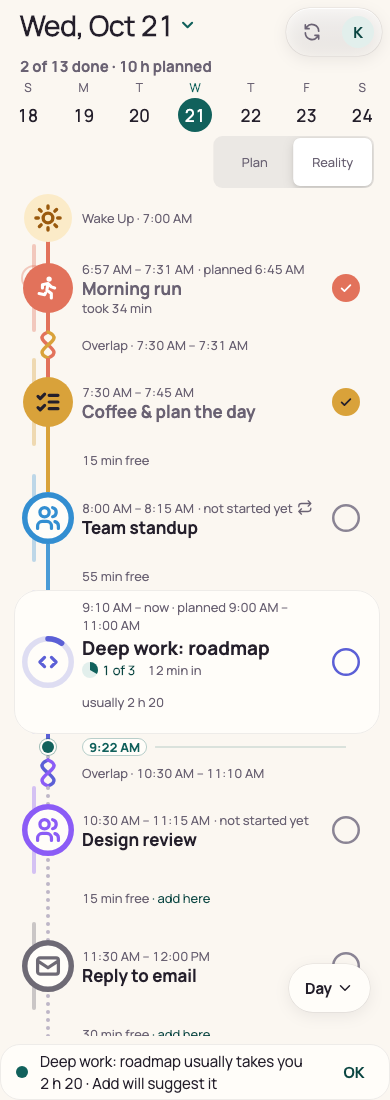 Wed, Oct 21
K
2 of 13 done · 10 h planned
S M T W T F S
18 19 20 21 22 23 24
Plan Reality
Wake Up · 7:00 AM
6:57 AM – 7:31 AM · planned 6:45 AM
Morning run
took 34 min
Overlap · 7:30 AM – 7:31 AM
7:30 AM – 7:45 AM
Coffee & plan the day
15 min free
8:00 AM – 8:15 AM · not started yet
Team standup
55 min free
9:10 AM – now · planned 9:00 AM –
11:00 AM
Deep work: roadmap
1 of 3 12 min in
usually 2 h 20
9:22 AM
Overlap · 10:30 AM – 11:10 AM
10:30 AM – 11:15 AM · not started yet
Design review
15 min free · add here
11:30 AM – 12:00 PM
Reply to email
Day
30 min free · add here
Deep work: roadmap usually takes you
2 h 20 · Add will suggest it
OK